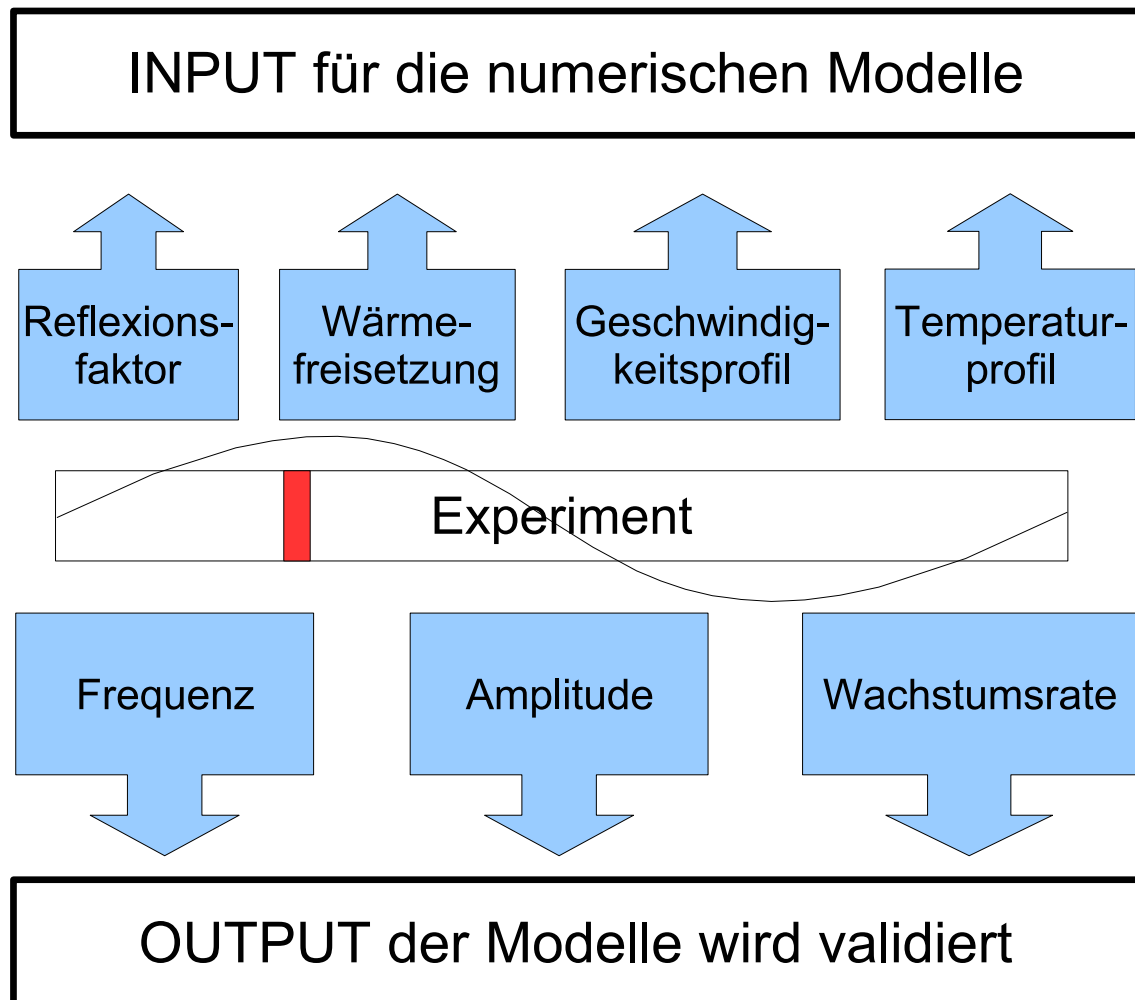 INPUT für die numerischen Modelle
Reflexions-
faktor
Wärme-
freisetzung
Geschwindig-
keitsprofil
Temperatur-
profil
Experiment
Frequenz
Amplitude
Wachstumsrate
OUTPUT der Modelle wird validiert